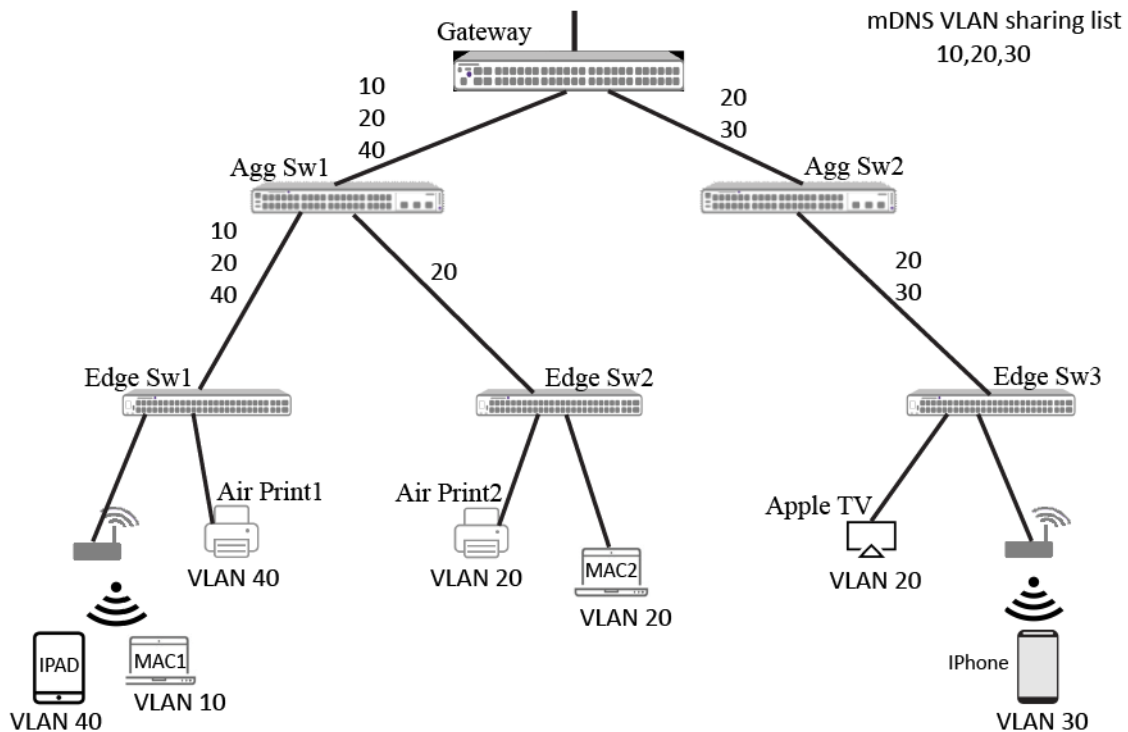 mDNS VLAN sharing list
10,20,30
Gateway
10
20
40
20
30
Agg Sw1
Agg Sw2
10
20
40
20
20
30
Edge Sw1
Edge Sw2
Edge Sw3
Air Print1
Air Print2
Apple TV
VLAN 40
VLAN 20
MAC2
VLAN 20
VLAN 20
IPAD
MAC1
IPhone
VLAN 40
VLAN 10
VLAN 30